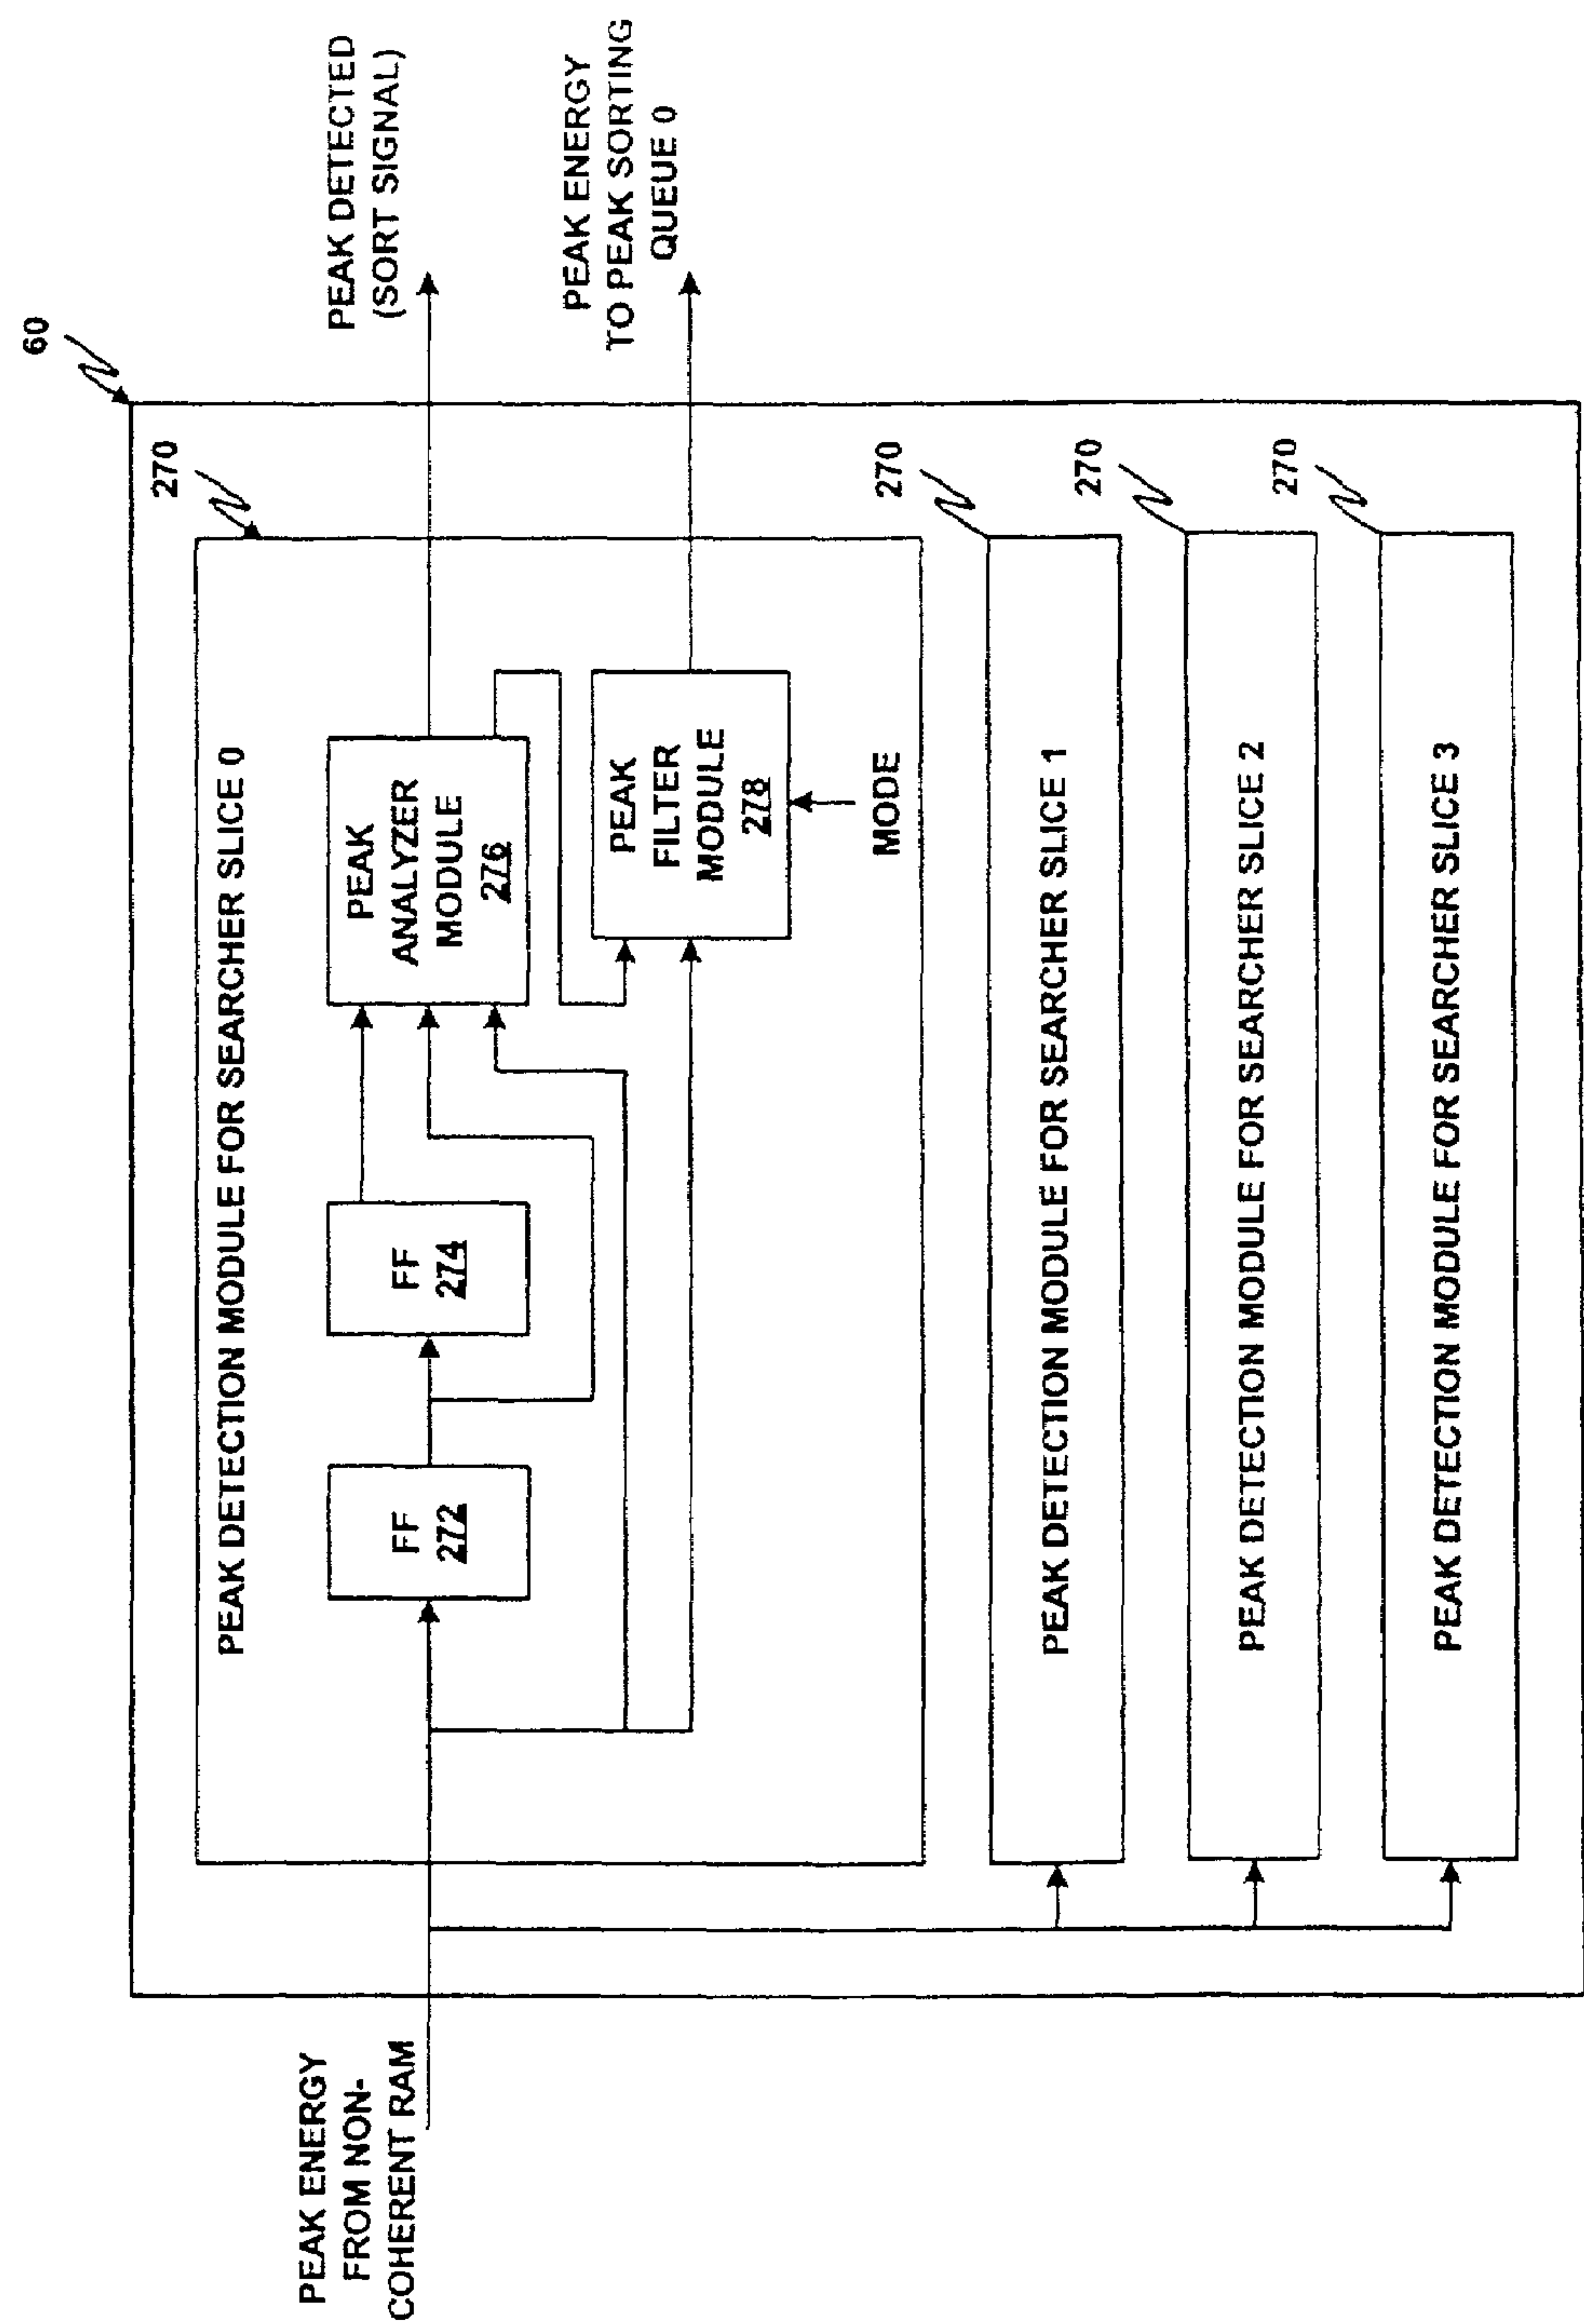 60
270
PEAK DETECTION MODULE FOR SEARCHER SLICE 0
PEAK ENERGY
FROM NON-
COHERENT RAM
FF
272
FF
274
PEAK
ANALYZER
MODULE
276
PEAK DETECTED
(SORT SIGNAL)
PEAK
FILTER
MODULE
278
MODE
PEAK ENERGY
TO PEAK SORTING
QUEUE 0
270
PEAK DETECTION MODULE FOR SEARCHER SLICE 1
270
PEAK DETECTION MODULE FOR SEARCHER SLICE 2
270
PEAK DETECTION MODULE FOR SEARCHER SLICE 3